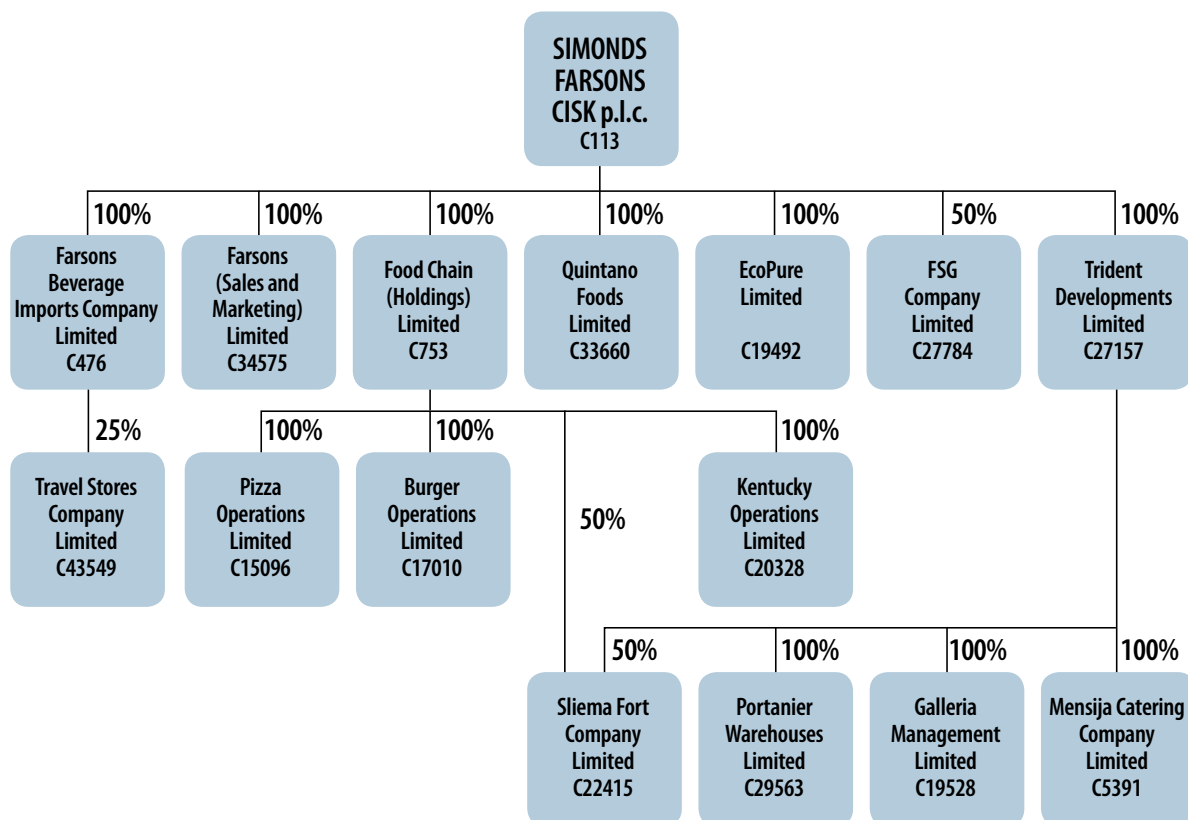 SIMONDS
FARSONS
CISK p.l.c.
C113
100%
100%
100%
100%
100%
50%
100%
Farsons
Beverage
Imports Company
Limited
C476
Farsons
(Sales and
Marketing)
Limited
C34575
Food Chain
(Holdings)
Limited
C753
Quintano
Foods
Limited
C33660
EcoPure
Limited
C19492
FSG
Company
Limited
C27784
Trident
Developments
Limited
C27157
25%
100%
100%
50%
100%
Travel Stores
Company
Limited
C43549
Pizza
Operations
Limited
C15096
Burger
Operations
Limited
C17010
Kentucky
Operations
Limited
C20328
50%
100%
100%
100%
Sliema Fort
Company
Limited
C22415
Portanier
Warehouses
Limited
C29563
Galleria
Management
Limited
C19528
Mensija Catering
Company
Limited
C5391